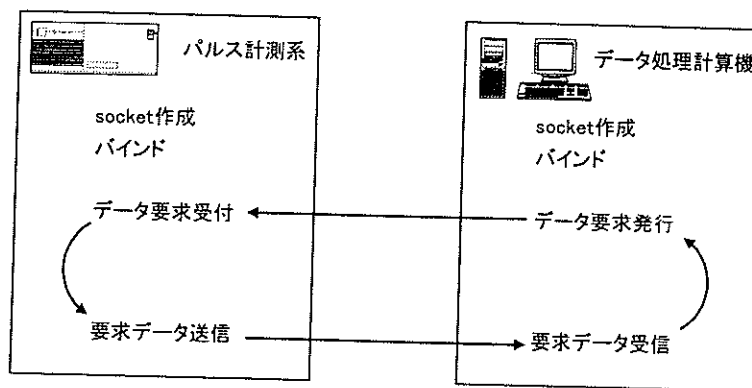 パルス計測系
socket作成
バインド
データ要求受付
要求データ送信
データ処理計算機
socket作成
バインド
データ要求発行
要求データ受信